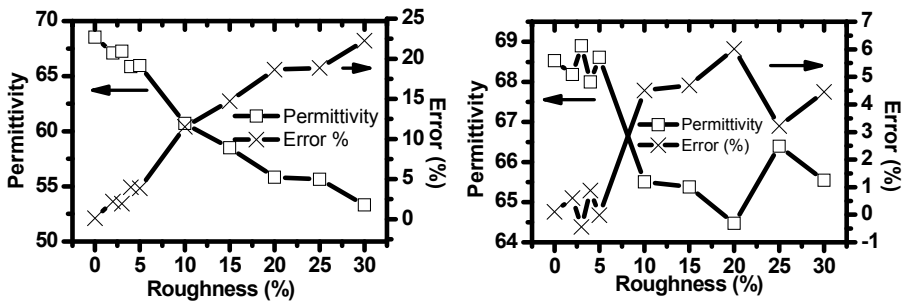 70
65
60
55
50
Permittivity
0 5 10 15 20 25 30
Roughness (%)
25
20
15
10
5
0
Error (%)
Permittivity
Error %
69
68
67
66
65
64
Permittivity
0 5 10 15 20 25 30
Roughness (%)
7
6
5
4
3
2
1
0
-1
Error (%)
Permittivity
Error (%)